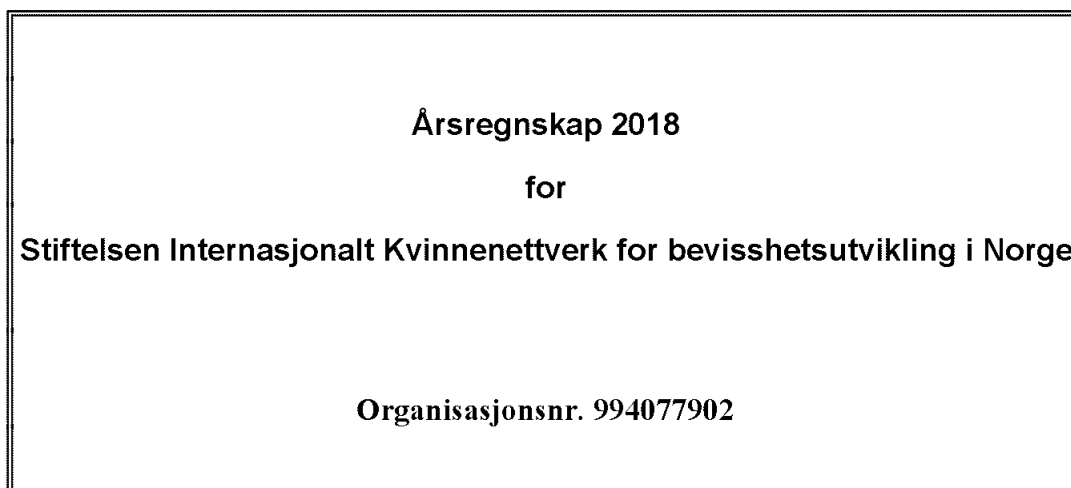 Årsregnskap 2018
for
Stiftelsen Internasjonalt Kvinnenettverk for bevisshetsutvikling i Norge
Organisasjonsnr. 994077902